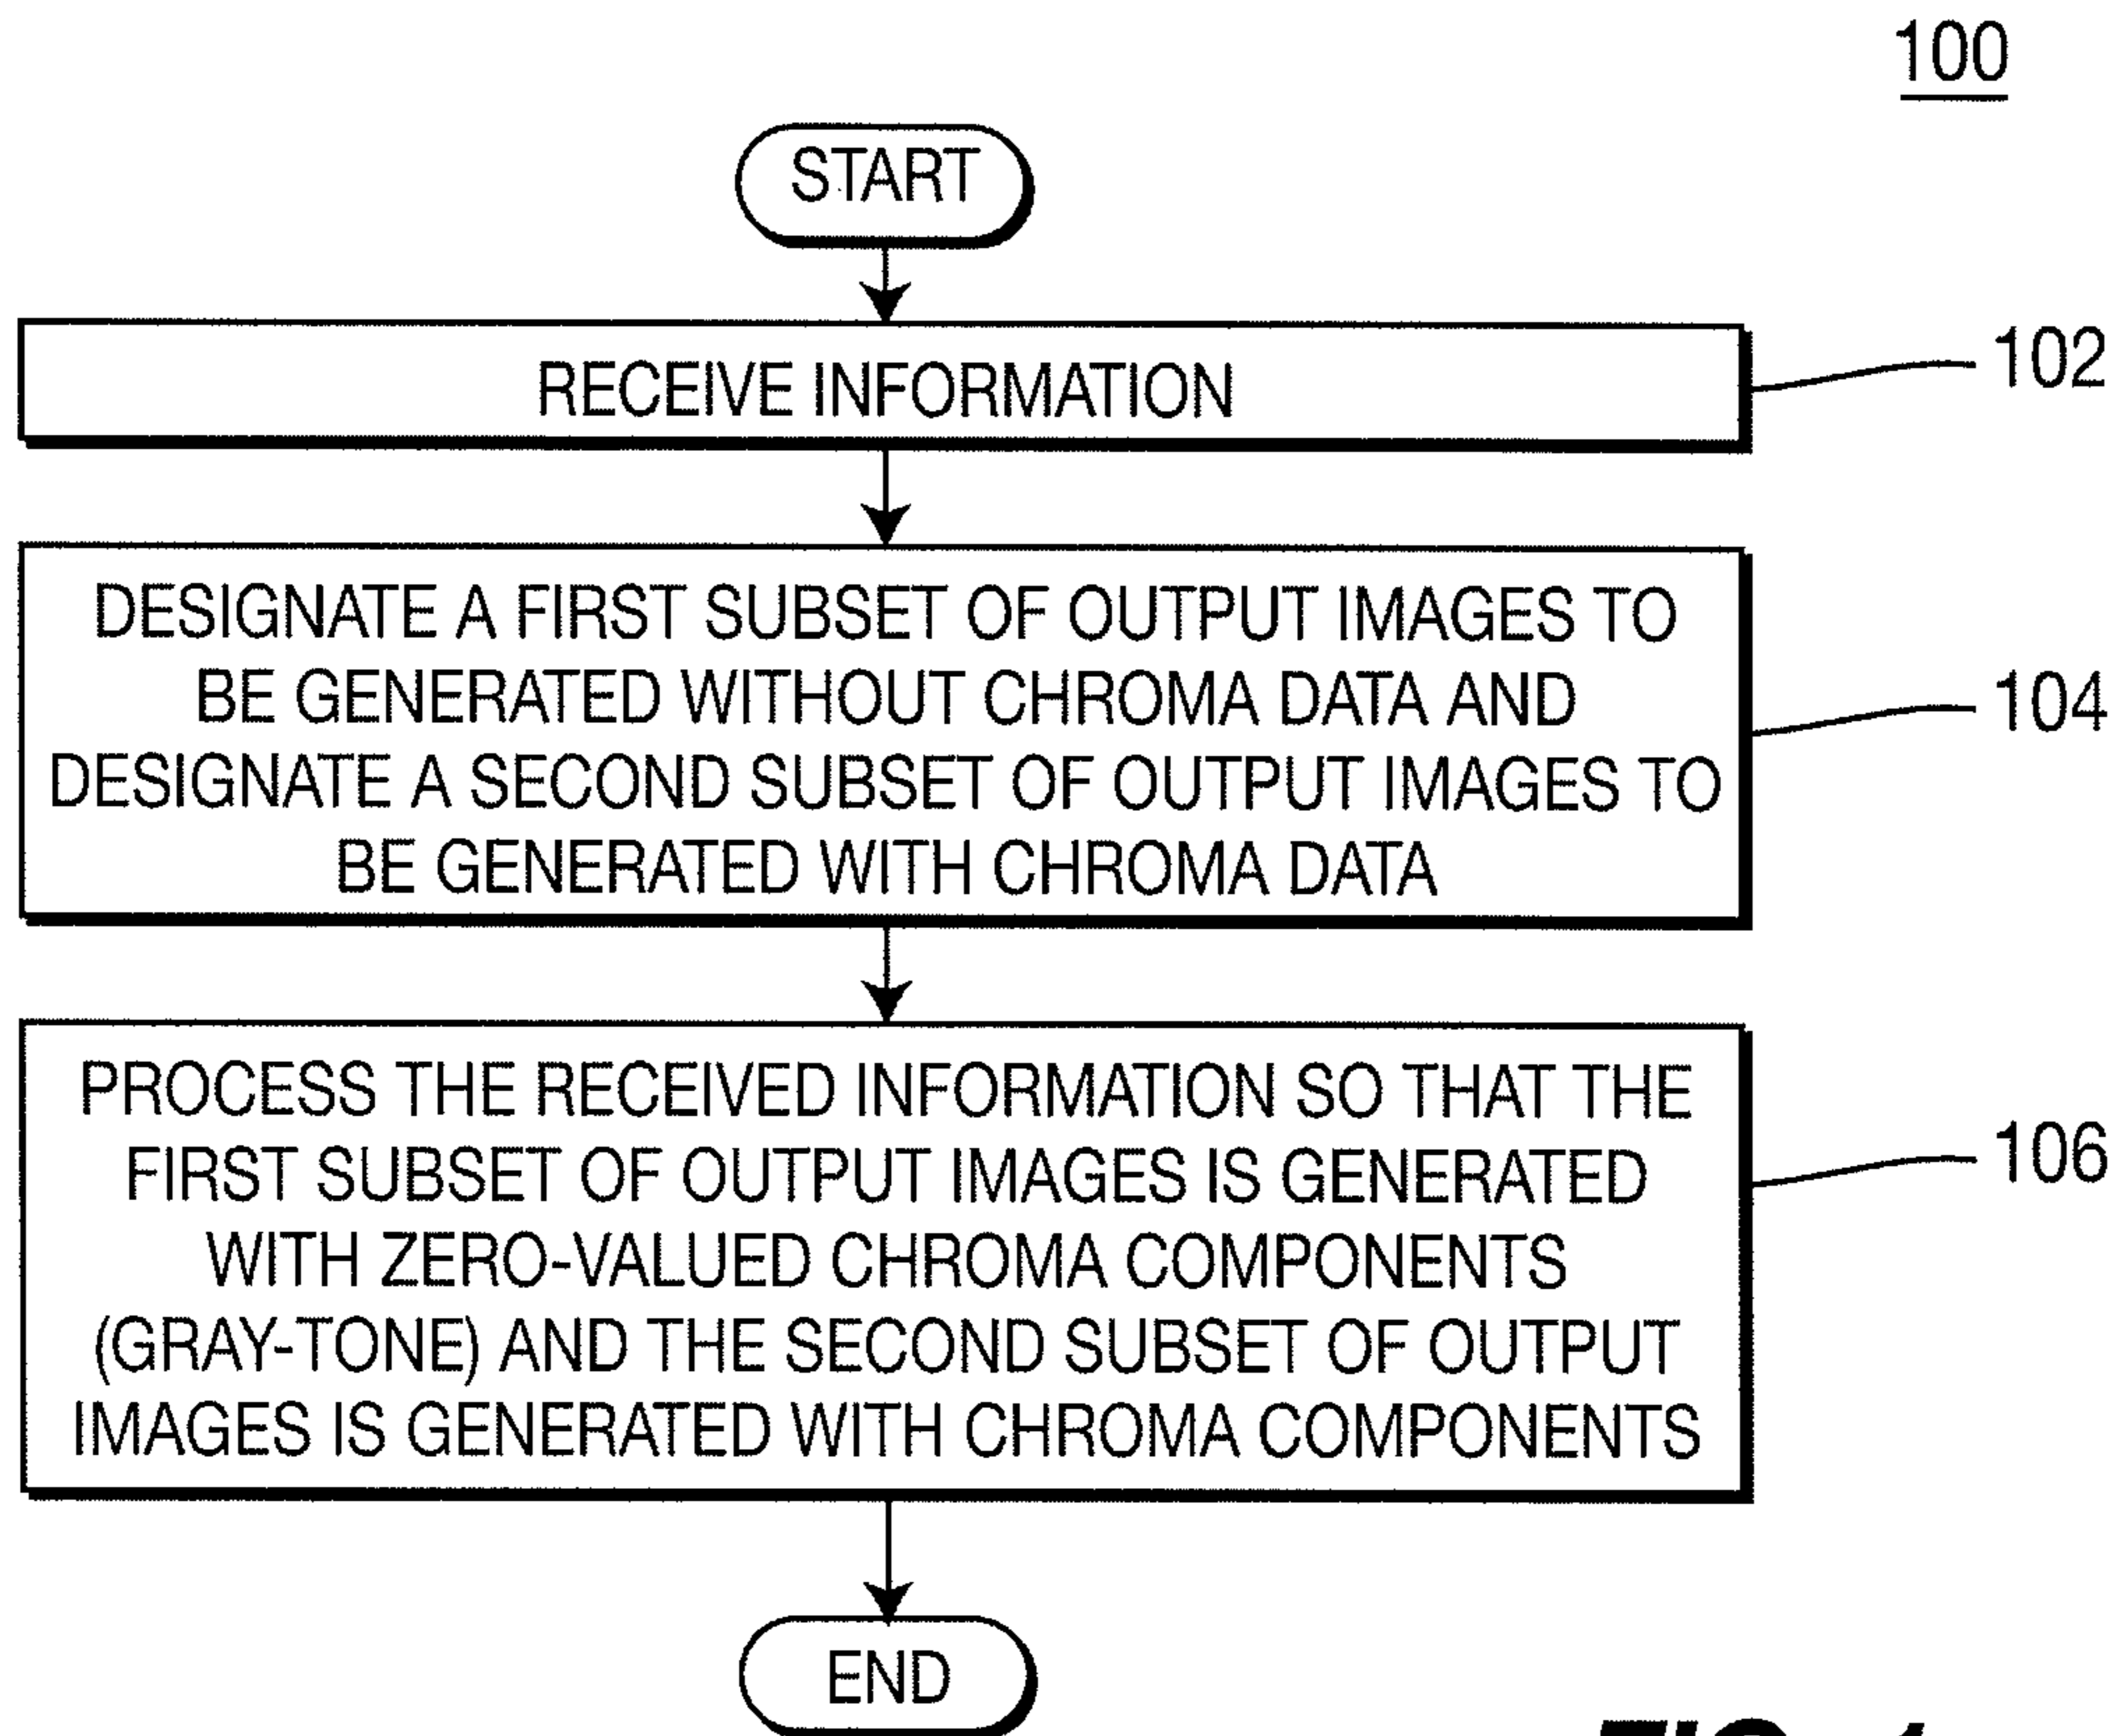 100
START
RECEIVE INFORMATION
102
DESIGNATE A FIRST SUBSET OF OUTPUT IMAGES TO
BE GENERATED WITHOUT CHROMA DATA AND
DESIGNATE A SECOND SUBSET OF OUTPUT IMAGES TO
BE GENERATED WITH CHROMA DATA
104
PROCESS THE RECEIVED INFORMATION SO THAT THE
FIRST SUBSET OF OUTPUT IMAGES IS GENERATED
WITH ZERO-VALUED CHROMA COMPONENTS
(GRAY-TONE) AND THE SECOND SUBSET OF OUTPUT
IMAGES IS GENERATED WITH CHROMA COMPONENTS
106
END